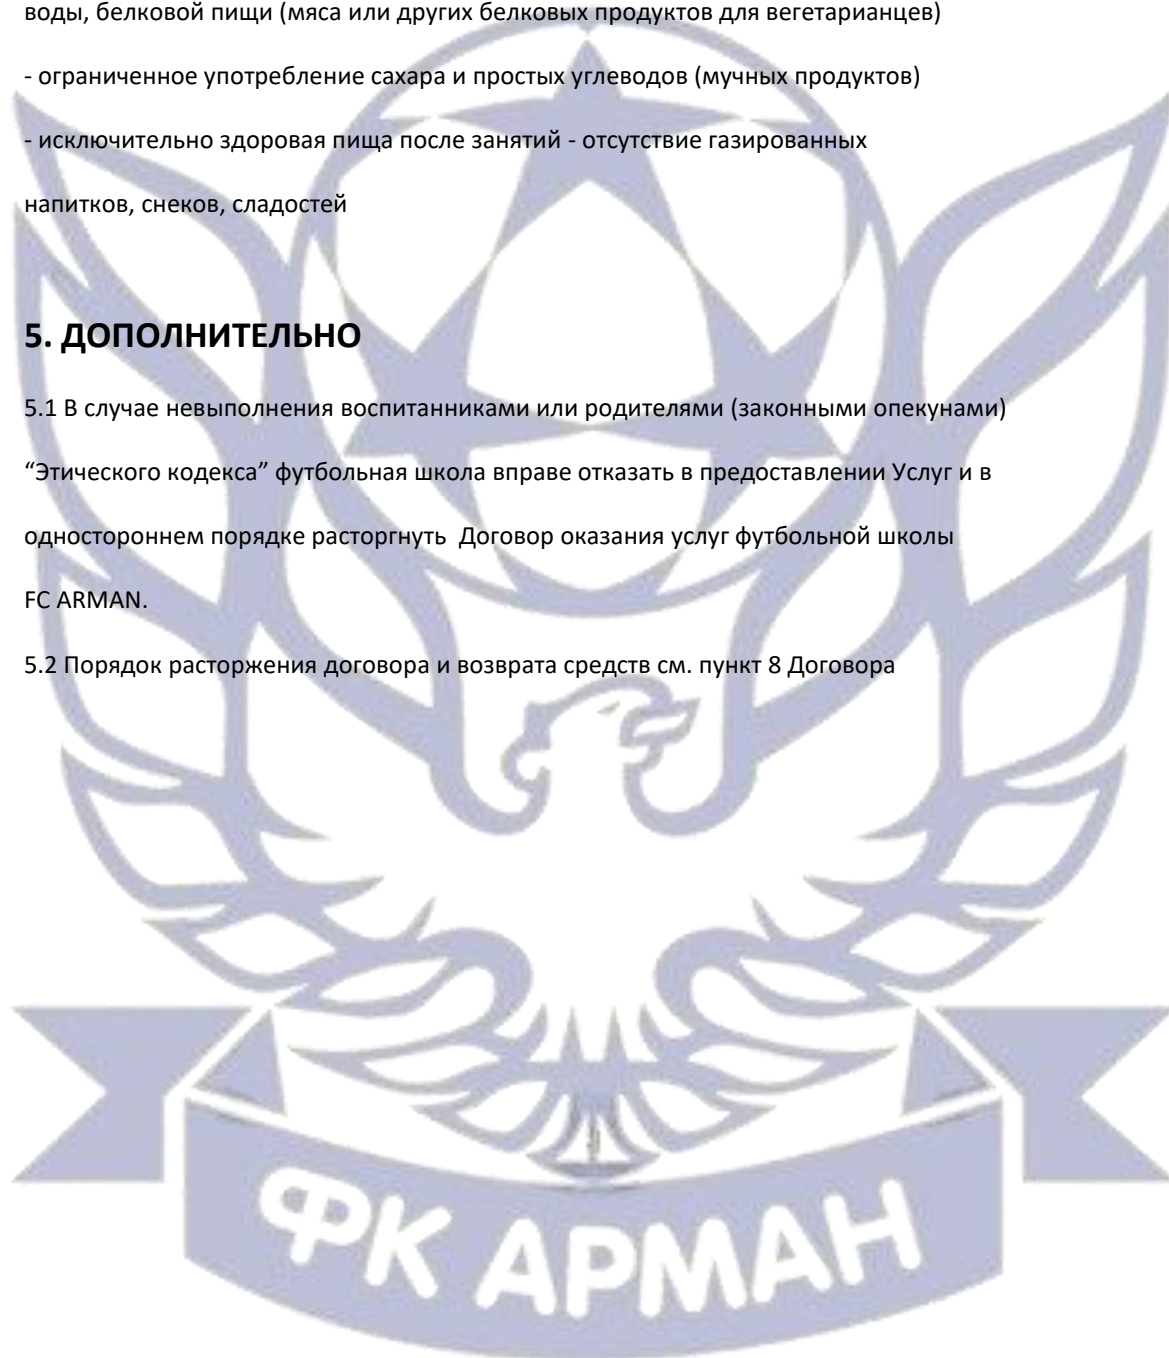 воды, белковой пищи (мяса или других белковых продуктов для вегетарианцев)
- ограниченное употребление сахара и простых углеводов (мучных продуктов)
- исключительно здоровая пища после занятий - отсутствие газированных
напитков, снеков, сладостей
5. ДОПОЛНИТЕЛЬНО
5.1 В случае невыполнения воспитанниками или родителями (законными опекунами)
“Этического кодекса” футбольная школа вправе отказать в предоставлении Услуг и в
одностороннем порядке расторгнуть  Договор оказания услуг футбольной школы
FC ARMAN.
5.2 Порядок расторжения договора и возврата средств см. пункт 8 Договора
ФК АРМАН